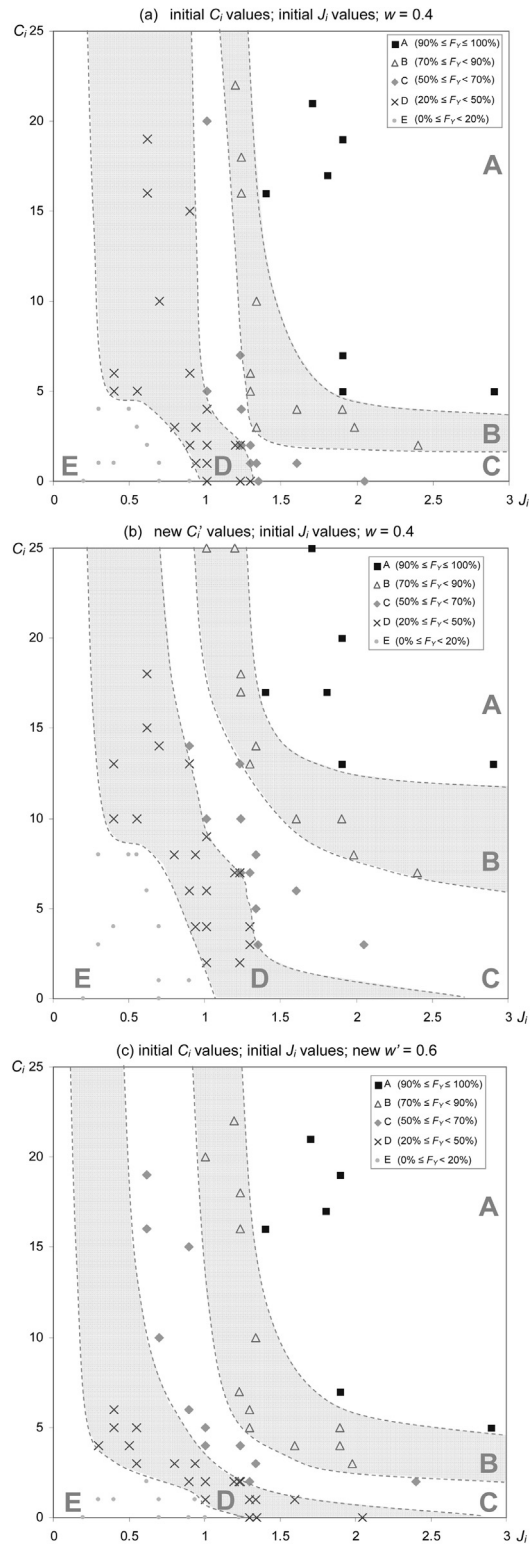 (a) initial Ci values; initial Ji values; w = 0.4
Ci
25
20
15
10
5
0
A (90% ≤ FY ≤ 100%)
B (70% ≤ FY < 90%)
C (50% ≤ FY < 70%)
D (20% ≤ FY < 50%)
E (0% ≤ FY < 20%)
A
B
C
D
E
0 0.5 1 1.5 2 2.5 3 Ji
(b) new Ci' values; initial Ji values; w = 0.4
Ci
25
20
15
10
5
0
A (90% ≤ FY ≤ 100%)
B (70% ≤ FY < 90%)
C (50% ≤ FY < 70%)
D (20% ≤ FY < 50%)
E (0% ≤ FY < 20%)
A
B
E D C
0 0.5 1 1.5 2 2.5 3 Ji
(c) initial Ci values; initial Ji values; new w' = 0.6
Ci
25
20
15
10
5
0
A (90% ≤ FY ≤ 100%)
B (70% ≤ FY < 90%)
C (50% ≤ FY < 70%)
D (20% ≤ FY < 50%)
E (0% ≤ FY < 20%)
A
B
E D C
0 0.5 1 1.5 2 2.5 3 Ji